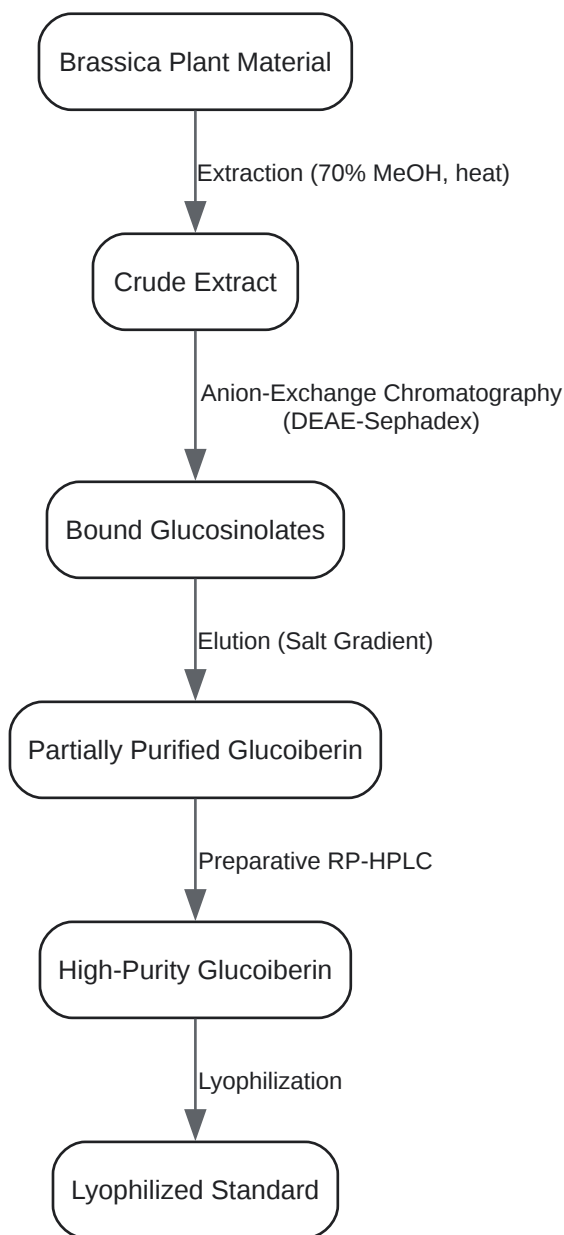 Brassica Plant Material
Extraction (70% MeOH, heat)
Crude Extract
Anion-Exchange Chromatography
(DEAE-Sephadex)
Bound Glucosinolates
Elution (Salt Gradient)
Partially Purified Glucoiberin
Preparative RP-HPLC
High-Purity Glucoiberin
Lyophilization
Lyophilized Standard